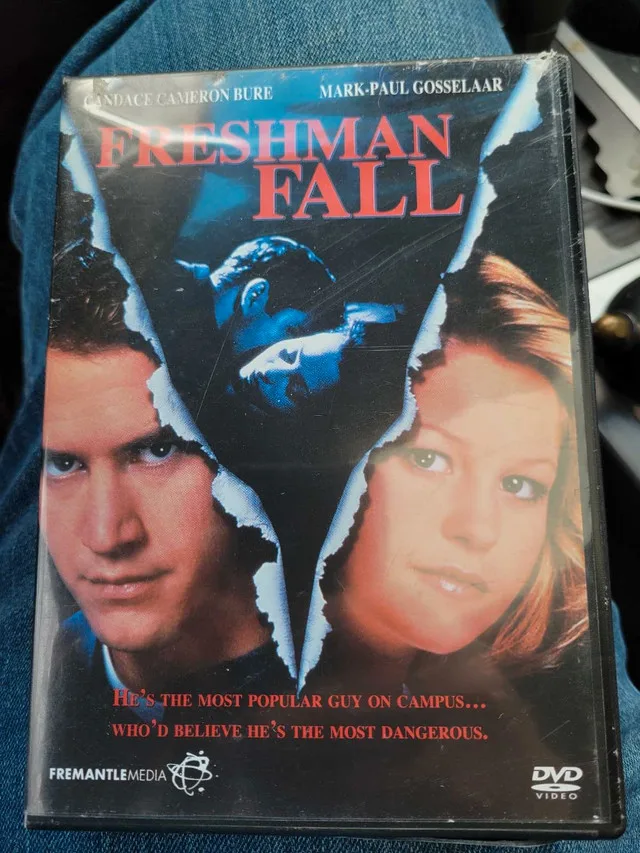 CANDACE CAMERON BURE MARK-PAUL GOSSELAAR
FRESHMAN
FALL
HE'S THE MOST POPULAR GUY ON CAMPUS...
WHO'D BELIEVE HE'S THE MOST DANGEROUS.
FREMANTLEMEDIA
DVD
VIDEO